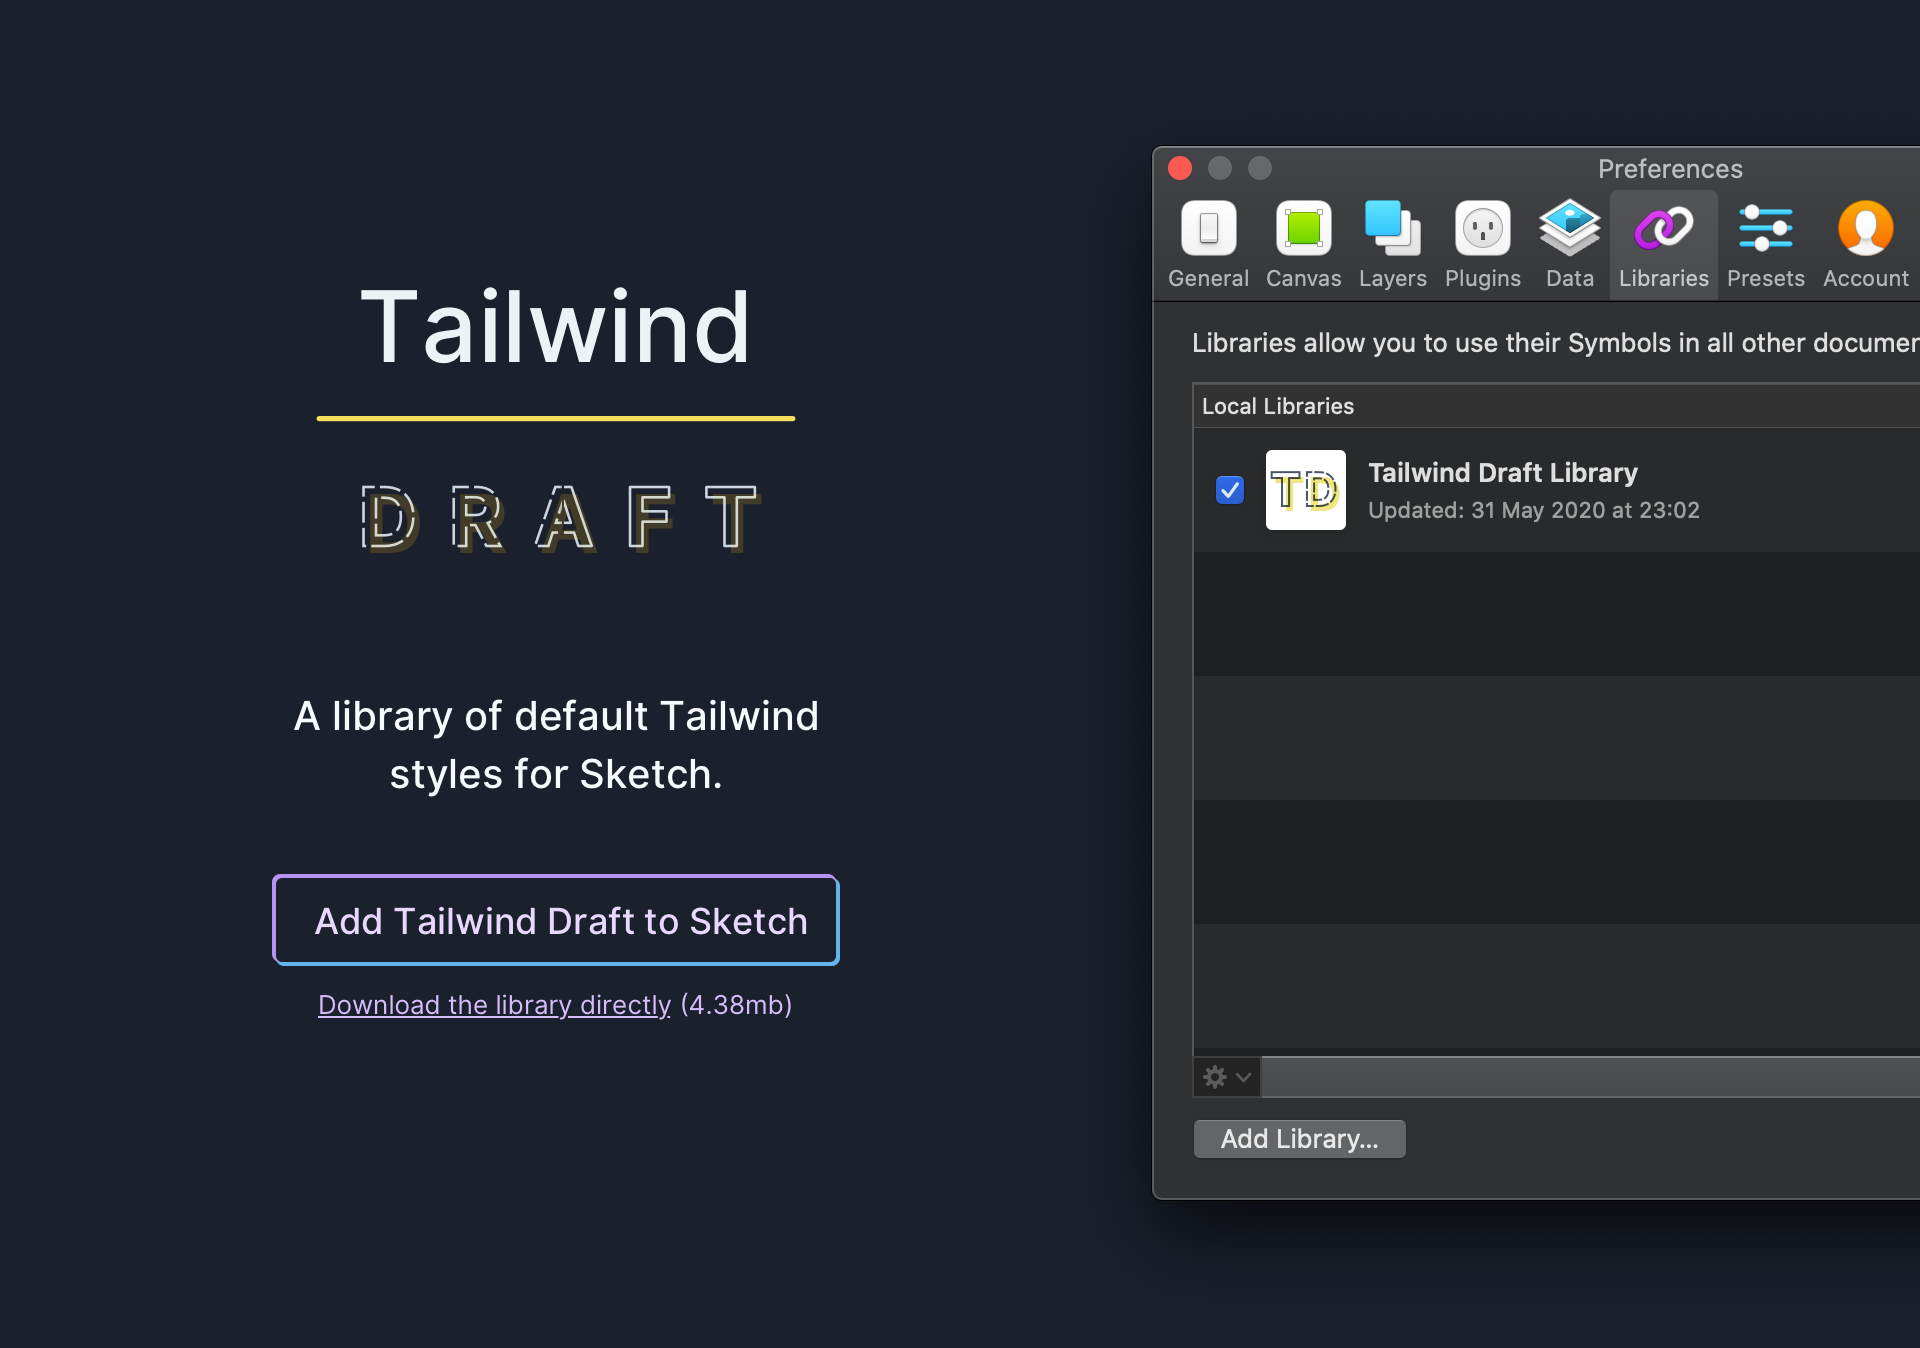 Tailwind
DRAFT
A library of default Tailwind
styles for Sketch.
Add Tailwind Draft to Sketch
Download the library directly (4.38mb)
Preferences
General Canvas Layers Plugins Data Libraries Presets Account
Libraries allow you to use their Symbols in all other
Local Libraries
TD
Tailwind Draft Library
Updated: 31 May 2020 at 23:02
Add Library...